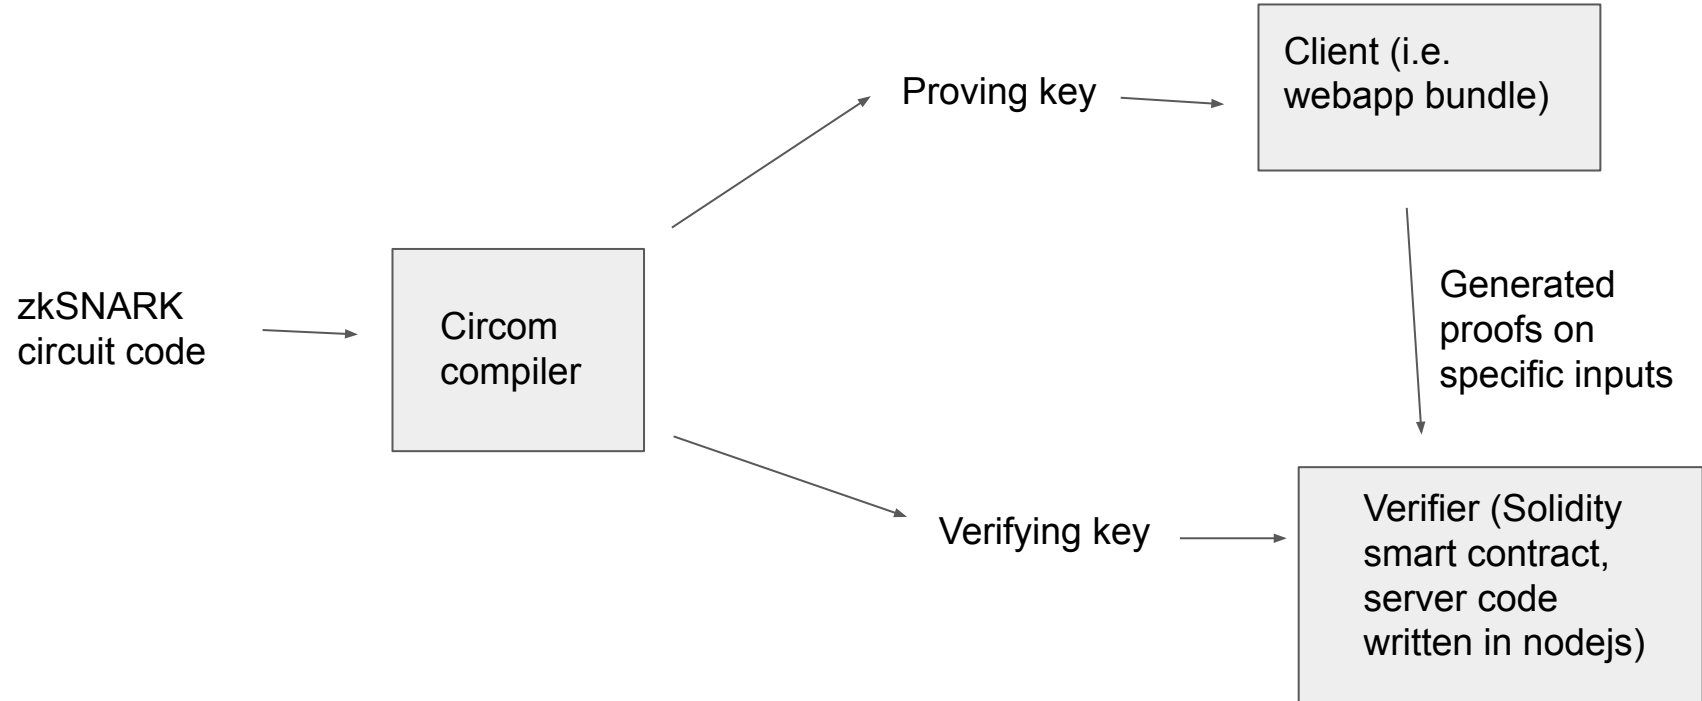 zkSNARK
circuit code
Circom
compiler
Proving key
Client (i.e.
webapp bundle)
Generated
proofs on
specific inputs
Verifying key
Verifier (Solidity
smart contract,
server code
written in nodejs)